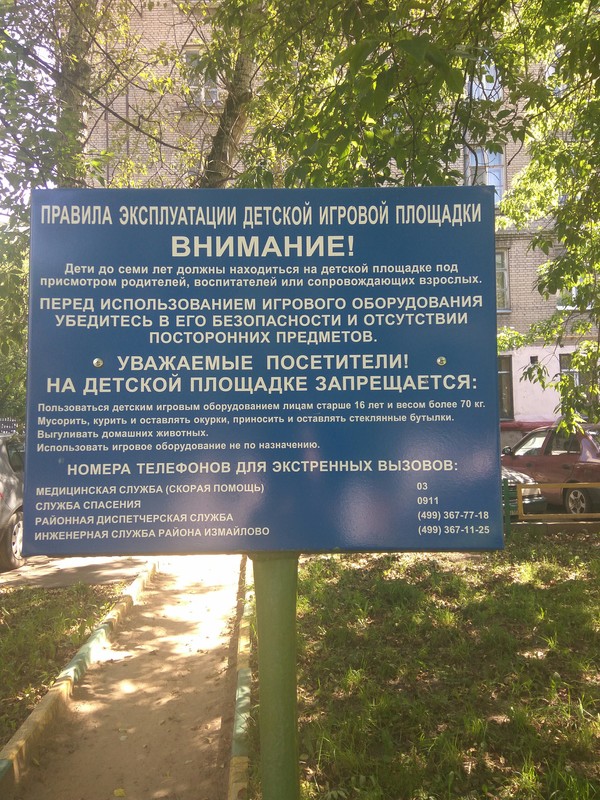 ПРАВИЛА ЭКСПЛУАТАЦИИ ДЕТСКОЙ ИГРОВОЙ ПЛОЩАДКИ
ВНИМАНИЕ!
Дети до семи лет должны находиться на детской площадке под
присмотром родителей, воспитателей или сопровождающих взрослых.
ПЕРЕД ИСПОЛЬЗОВАНИЕМ ИГРОВОГО ОБОРУДОВАНИЯ
УБЕДИТЕСЬ В ЕГО БЕЗОПАСНОСТИ И ОТСУТСТВИИ
ПОСТОРОННИХ ПРЕДМЕТОВ.
УВАЖАЕМЫЕ ПОСЕТИТЕЛИ!
НА ДЕТСКОЙ ПЛОЩАДКЕ ЗАПРЕЩАЕТСЯ:
Пользоваться детским игровым оборудованием лицам старше 16 лет и весом более 70 кг.
Мусорить, курить и оставлять окурки, приносить и оставлять стеклянные бутылки.
Выгуливать домашних животных.
Использовать игровое оборудование не по назначению.
НОМЕРА ТЕЛЕФОНОВ ДЛЯ ЭКСТРЕННЫХ ВЫЗОВОВ:
МЕДИЦИНСКАЯ СЛУЖБА (СКОРАЯ ПОМОЩЬ) 03
СЛУЖБА СПАСЕНИЯ 0911
РАЙОННАЯ ДИСПЕТЧЕРСКАЯ СЛУЖБА (499) 367-77-18
ИНЖЕНЕРНАЯ СЛУЖБА РАЙОНА ИЗМАЙЛОВО (499) 367-11-25